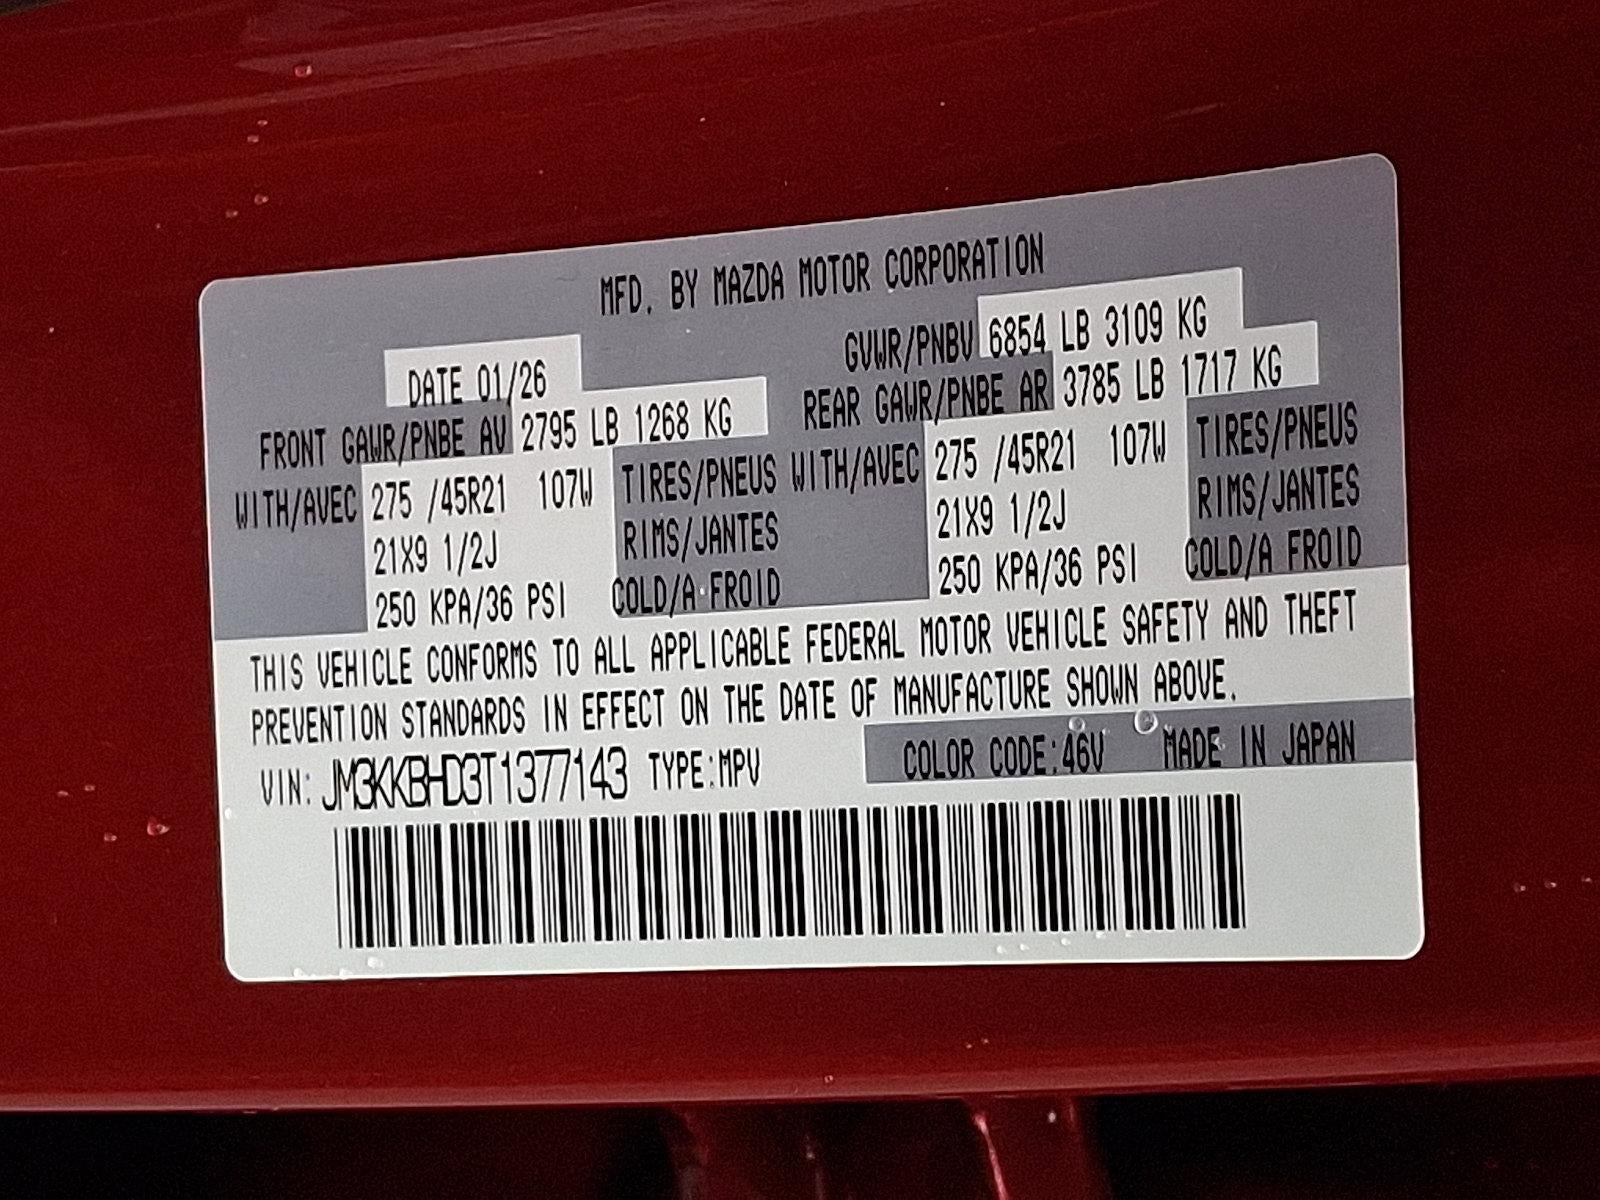 MFD. BY MAZDA MOTOR CORPORATION
DATE 01/26 GVWR/PNBV 6854 LB 3109 KG
FRONT GAWR/PNBE AV 2795 LB 1268 KG REAR GAWR/PNBE AR 3785 LB 1717 KG
WITH/AVEC 275 /45R21 107W TIRES/PNEUS WITH/AVEC 275 /45R21 107W TIRES/PNEUS
21X9 1/2J RIMS/JANTES 21X9 1/2J RIMS/JANTES
250 KPA/36 PSI COLD/A FROID 250 KPA/36 PSI COLD/A FROID
THIS VEHICLE CONFORMS TO ALL APPLICABLE FEDERAL MOTOR VEHICLE SAFETY AND THEFT
PREVENTION STANDARDS IN EFFECT ON THE DATE OF MANUFACTURE SHOWN ABOVE.
VIN: JM3KKBHD3T1377143 TYPE:MPV COLOR CODE:46V MADE IN JAPAN